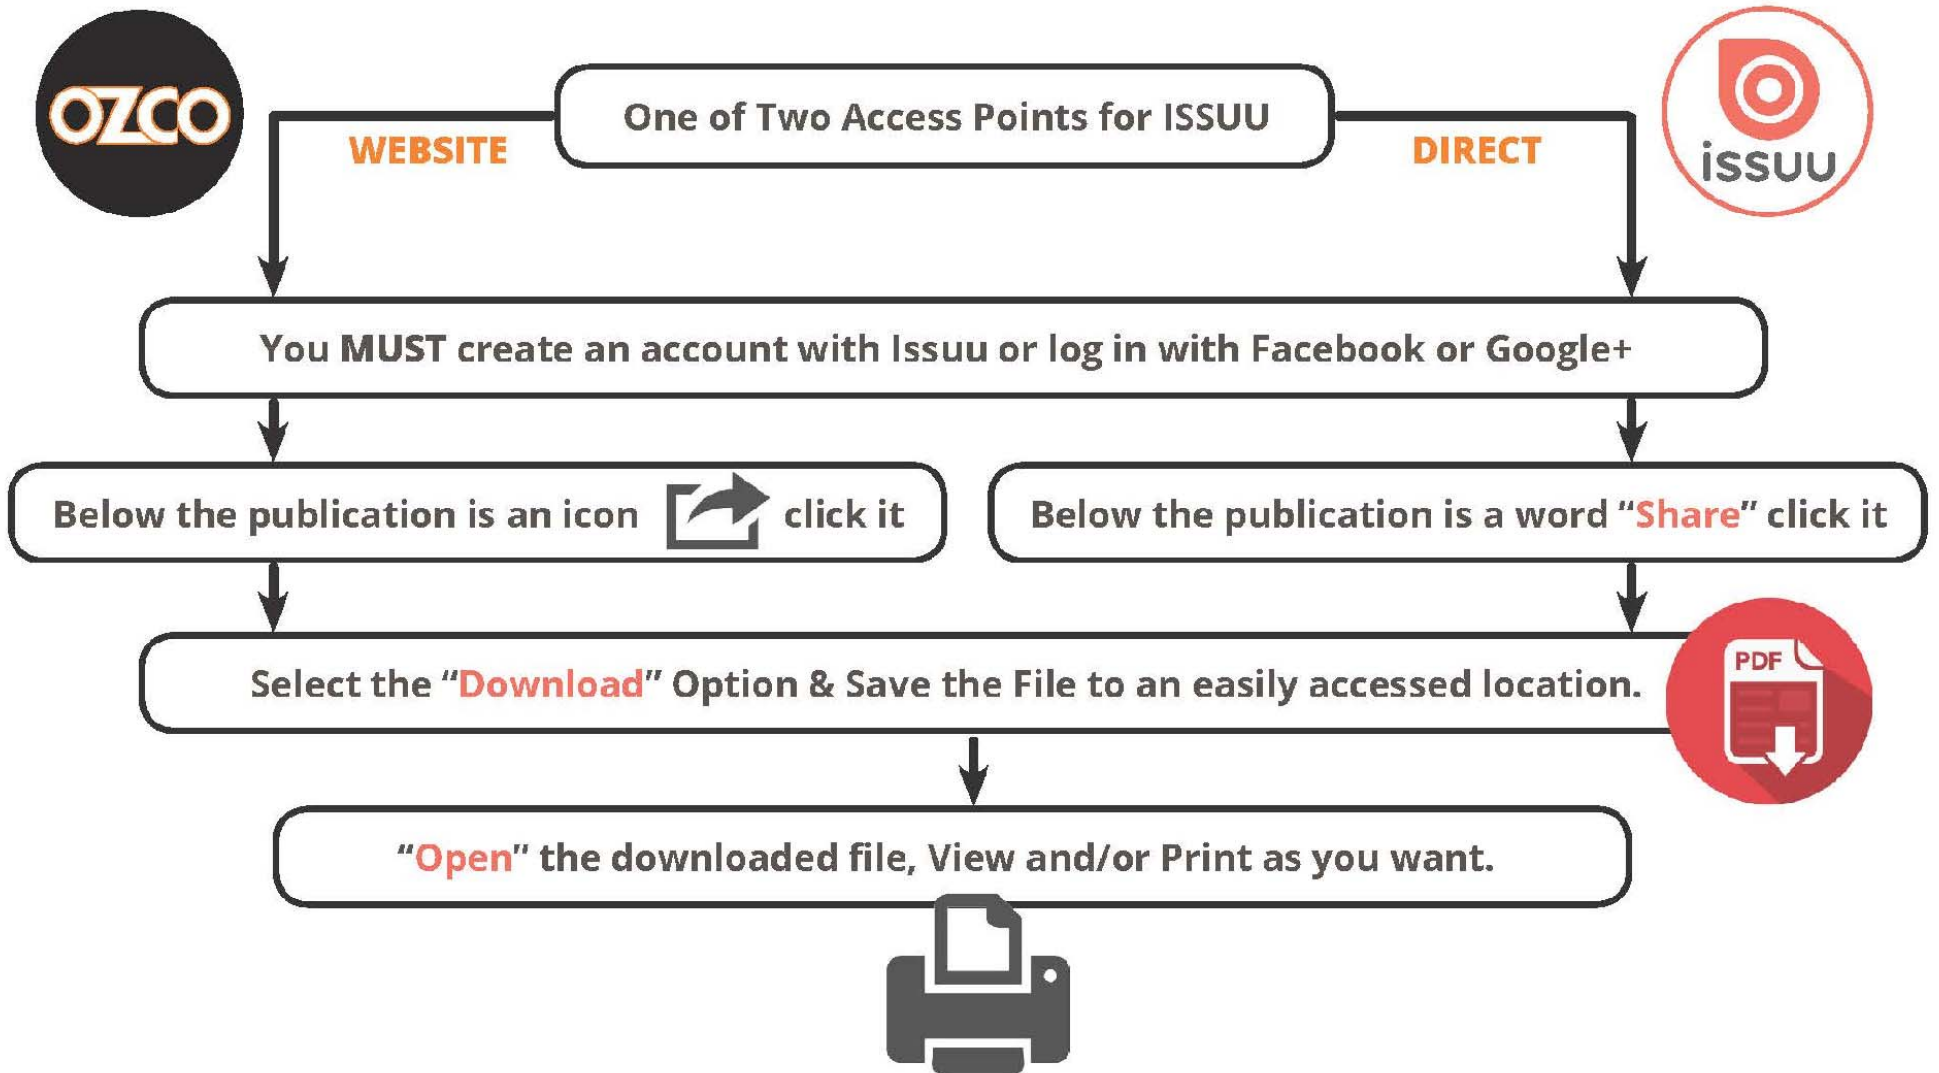 OZCO
One of Two Access Points for ISSUU
WEBSITE
DIRECT
issuu
You MUST create an account with Issuu or log in with Facebook or Google+
Below the publication is an icon click it
Below the publication is a word “Share” click it
Select the “Download” Option & Save the File to an easily accessed location.
PDF
“Open” the downloaded file, View and/or Print as you want.